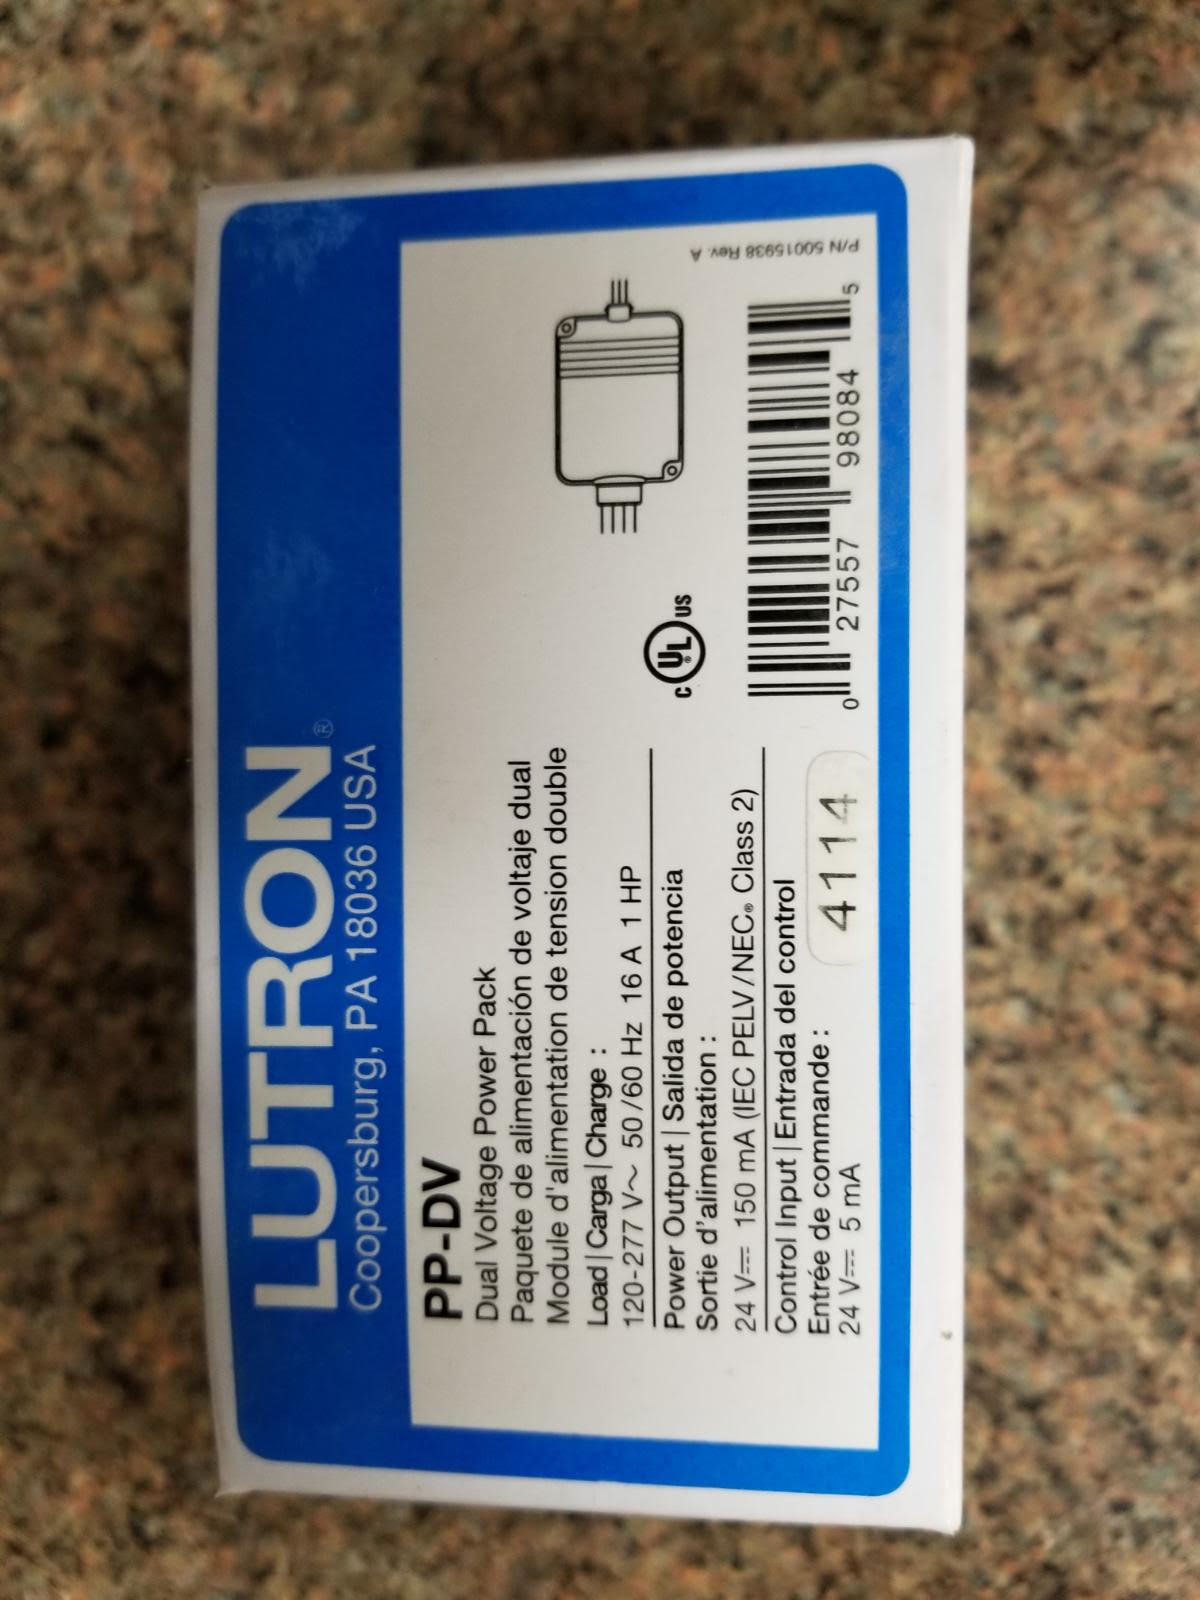 LUTRON®
Coopersburg, PA 18036 USA
PP-DV
Dual Voltage Power Pack
Paquete de alimentación de voltaje dual
Module d'alimentation de tension double
Load | Carga | Charge :
120-277 V~ 50/60 Hz 16 A 1 HP
Power Output | Salida de potencia
Sortie d'alimentation :
24 V⎓ 150 mA (IEC PELV/NEC® Class 2)
Control Input | Entrada del control
Entrée de commande :
24 V⎓ 5 mA
4114
C UL® US
0 27557 98084 5
P/N 50015938 Rev. A